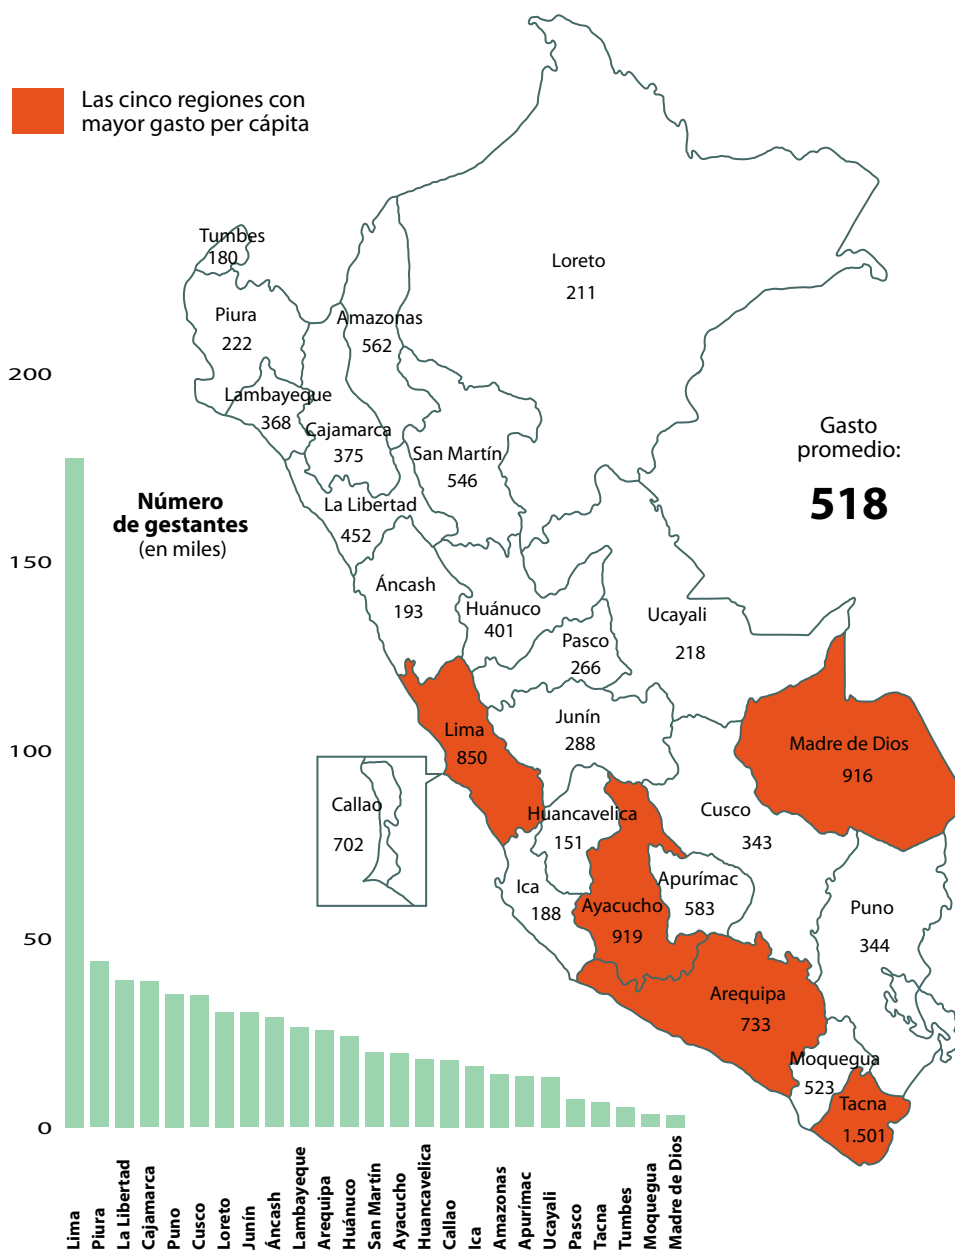 Las cinco regiones con
mayor gasto per cápita
Tumbes
180
Loreto
211
Piura
222
Amazonas
562
Lambayeque
368
Cajamarca
375
San Martín
546
Gasto
promedio:
518
La Libertad
452
Áncash
193
Huánuco
401
Pasco
266
Ucayali
218
Lima
850
Junín
288
Madre de Dios
916
Callao
702
Huancavelica
151
Cusco
343
Ica
188
Ayacucho
919
Apurímac
583
Puno
344
Arequipa
733
Moquegua
523
Tacna
1.501
Número
de gestantes
(en miles)
200
150
100
50
0
Lima
Piura
La Libertad
Cajamarca
Puno
Cusco
Loreto
Junín
Áncash
Lambayeque
Arequipa
Huánuco
San Martín
Ayacucho
Huancavelica
Callao
Ica
Amazonas
Apurímac
Ucayali
Pasco
Tacna
Tumbes
Moquegua
Madre de Dios